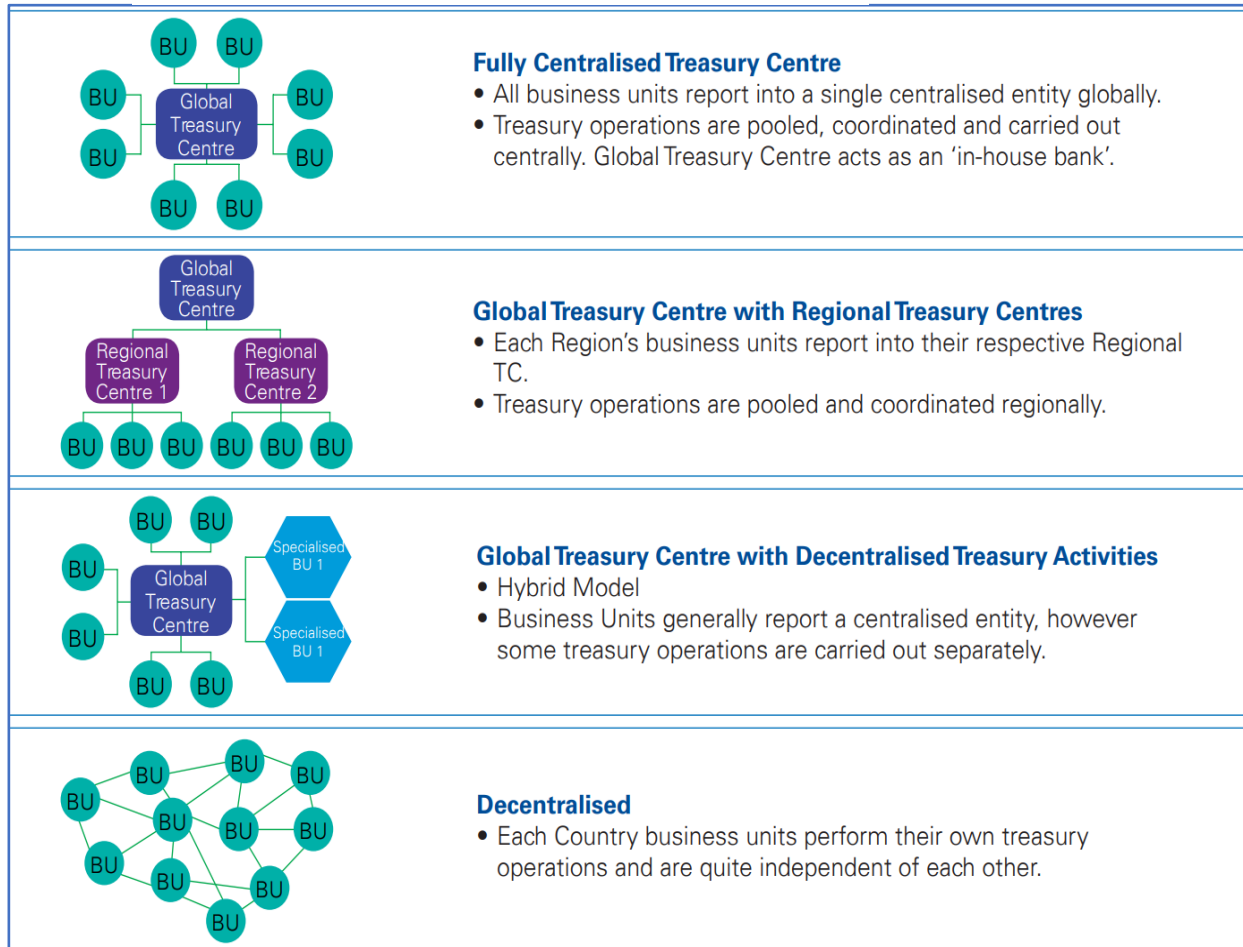 BU
BU
BU
BU
Global
Treasury
Centre
BU
BU
BU
BU
Fully Centralised Treasury Centre
• All business units report into a single centralised entity globally.
• Treasury operations are pooled, coordinated and carried out
centrally. Global Treasury Centre acts as an ‘in-house bank’.
Global
Treasury
Centre
Regional
Treasury
Centre 1
Regional
Treasury
Centre 2
BU
BU
BU
BU
BU
BU
Global Treasury Centre with Regional Treasury Centres
• Each Region’s business units report into their respective Regional
TC.
• Treasury operations are pooled and coordinated regionally.
BU
BU
BU
BU
Global
Treasury
Centre
Specialised
BU 1
Specialised
BU 1
BU
BU
Global Treasury Centre with Decentralised Treasury Activities
• Hybrid Model
• Business Units generally report a centralised entity, however
some treasury operations are carried out separately.
BU
BU
BU
BU
BU
BU
BU
BU
BU
BU
BU
Decentralised
• Each Country business units perform their own treasury
operations and are quite independent of each other.